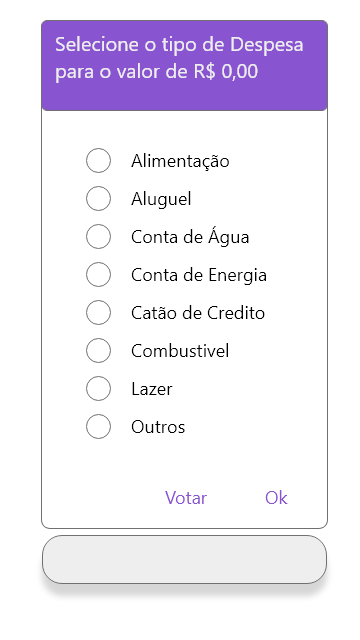 Selecione o tipo de Despesa
para o valor de R$ 0,00
Alimentação
Aluguel
Conta de Água
Conta de Energia
Catão de Credito
Combustivel
Lazer
Outros
Votar Ok